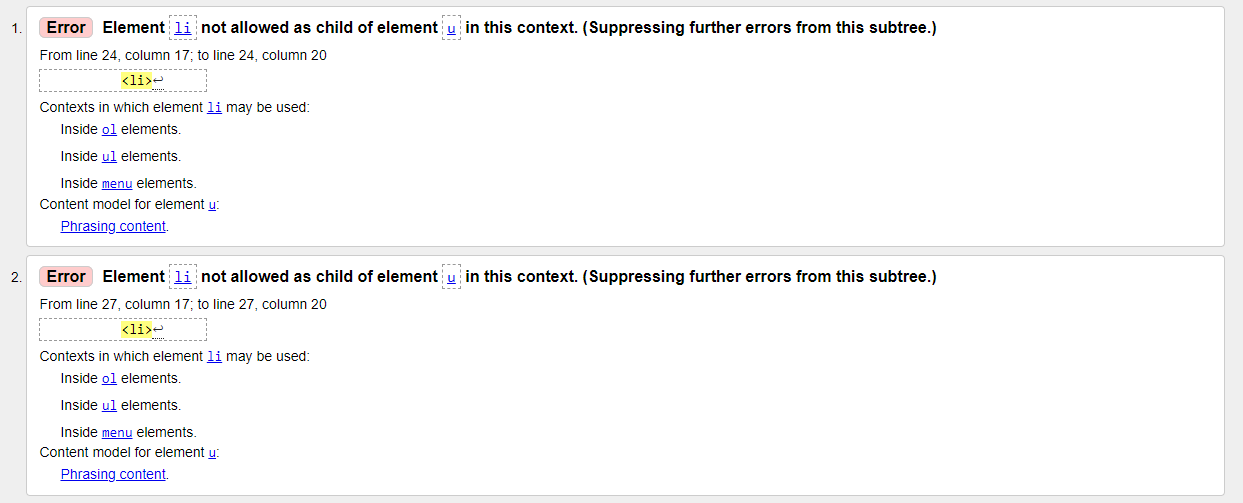 1. Error Element li not allowed as child of element u in this context. (Suppressing further errors from this subtree.)
From line 24, column 17; to line 24, column 20
<li>↩
Contexts in which element li may be used:
Inside ol elements.
Inside ul elements.
Inside menu elements.
Content model for element u:
Phrasing content.
2. Error Element li not allowed as child of element u in this context. (Suppressing further errors from this subtree.)
From line 27, column 17; to line 27, column 20
<li>↩
Contexts in which element li may be used:
Inside ol elements.
Inside ul elements.
Inside menu elements.
Content model for element u:
Phrasing content.